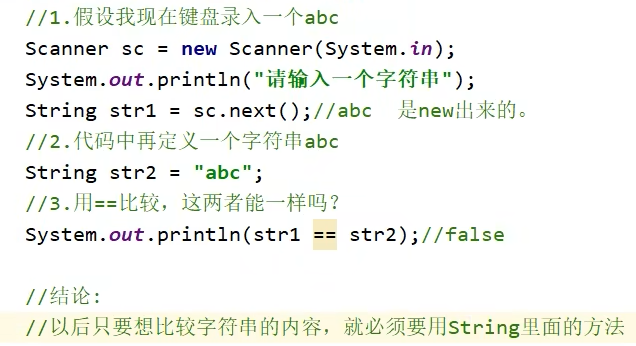 //1.假设我现在键盘录入一个abc
Scanner sc = new Scanner(System.in);
System.out.println("请输入一个字符串");
String str1 = sc.next();//abc  是new出来的。
//2.代码中再定义一个字符串abc
String str2 = "abc";
//3.用==比较，这两者能一样吗？
System.out.println(str1 == str2);//false
//结论:
//以后只要想比较字符串的内容，就必须要用String里面的方法